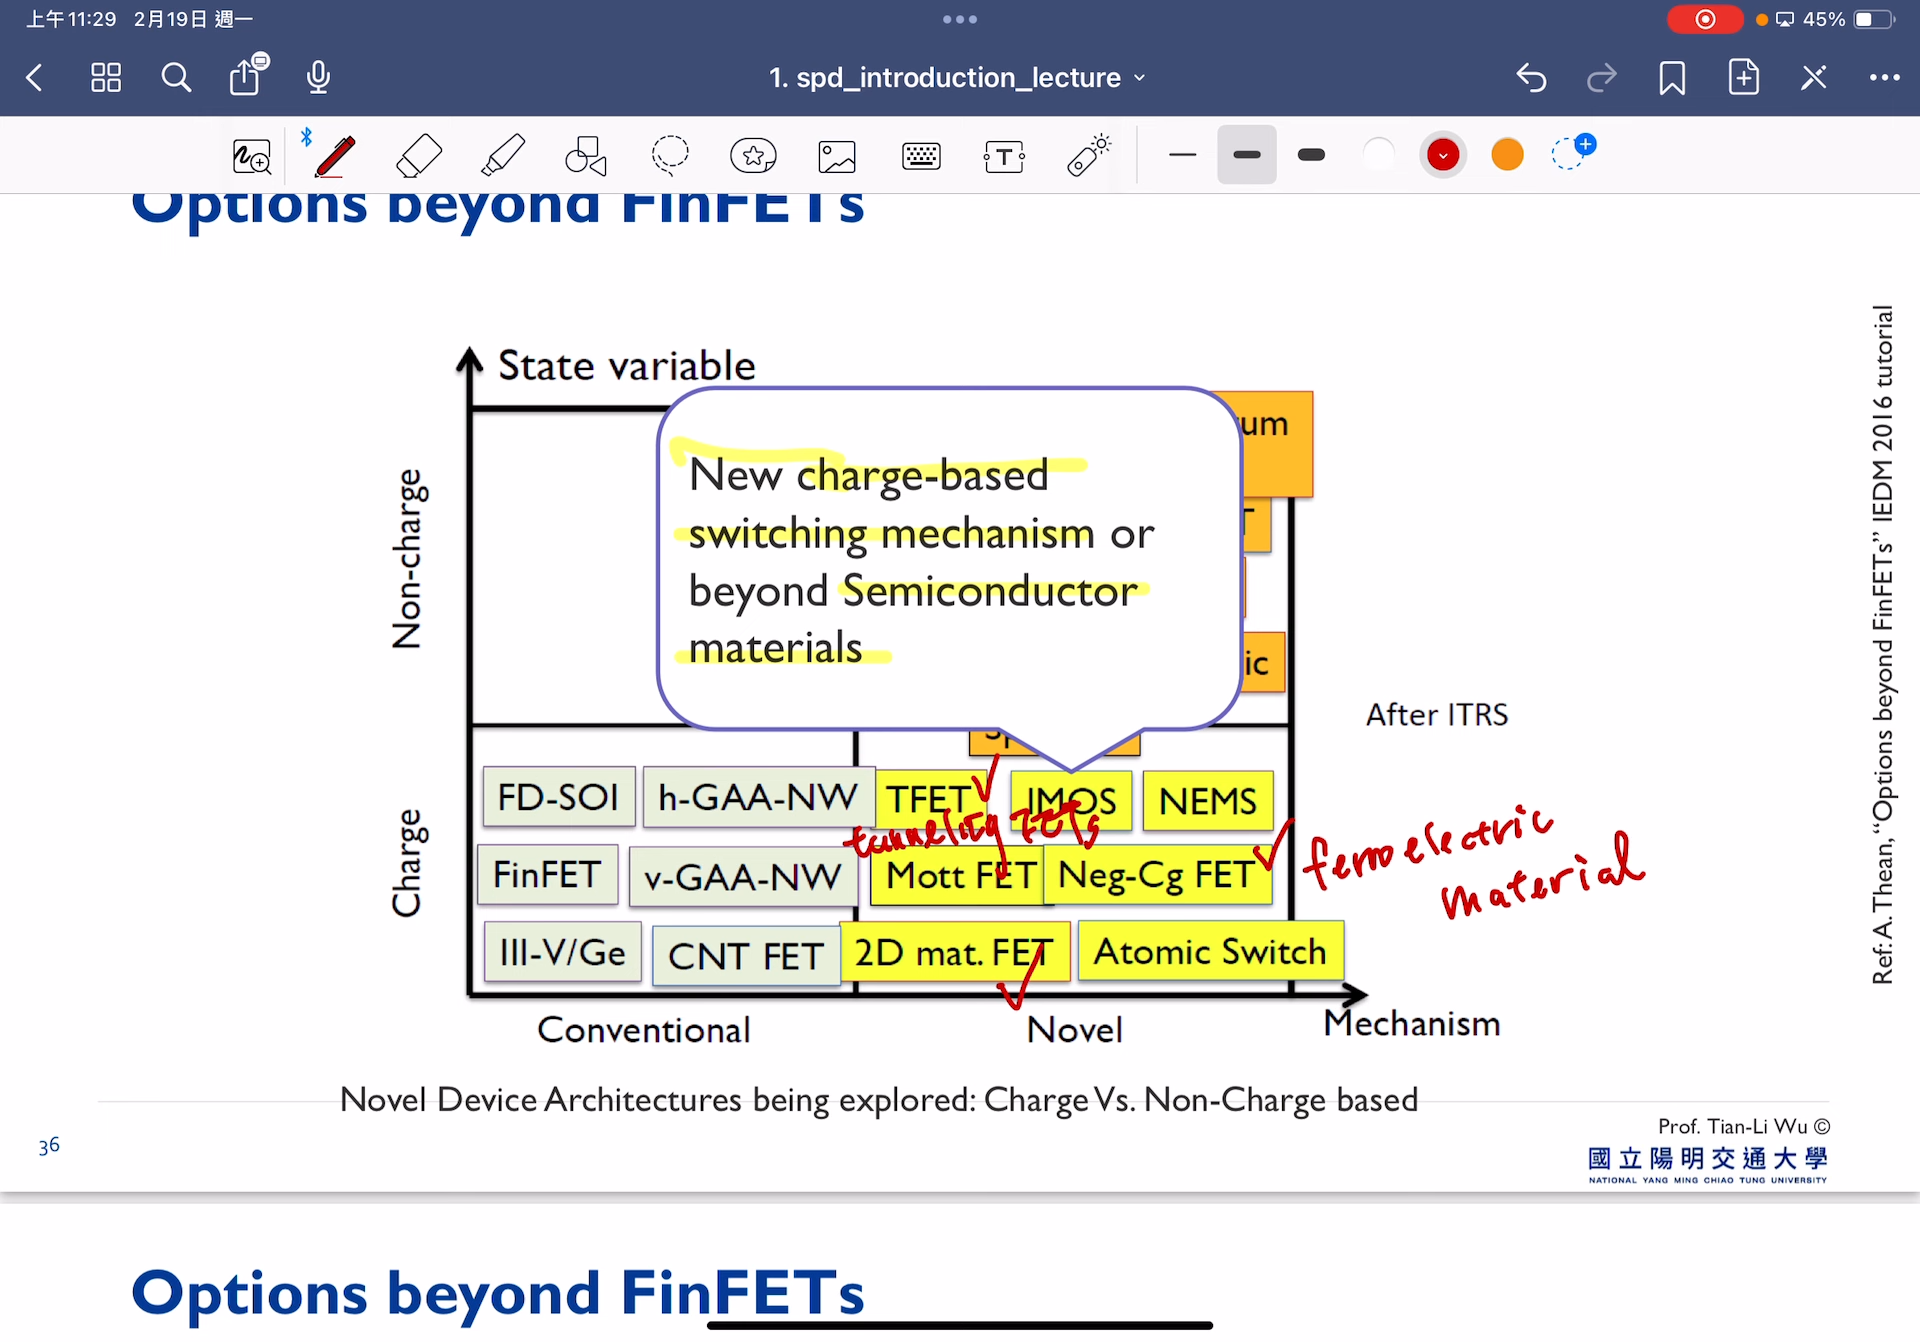 上午11:29 2月19日 週一
45%
1. spd_introduction_lecture
Options beyond FinFETs
State variable
Non-charge
Charge
New charge-based
switching mechanism or
beyond Semiconductor
materials
um
T
ic
Sp
After ITRS
FD-SOI h-GAA-NW TFET IMOS NEMS
tunneling FETs
FinFET v-GAA-NW Mott FET Neg-Cg FET
ferroelectric
material
III-V/Ge CNT FET 2D mat. FET Atomic Switch
Conventional Novel Mechanism
Novel Device Architectures being explored: Charge Vs. Non-Charge based
Ref: A. Thean, “Options beyond FinFETs” IEDM 2016 tutorial
36
Prof. Tian-Li Wu ©
國立陽明交通大學
NATIONAL YANG MING CHIAO TUNG UNIVERSITY
Options beyond FinFETs